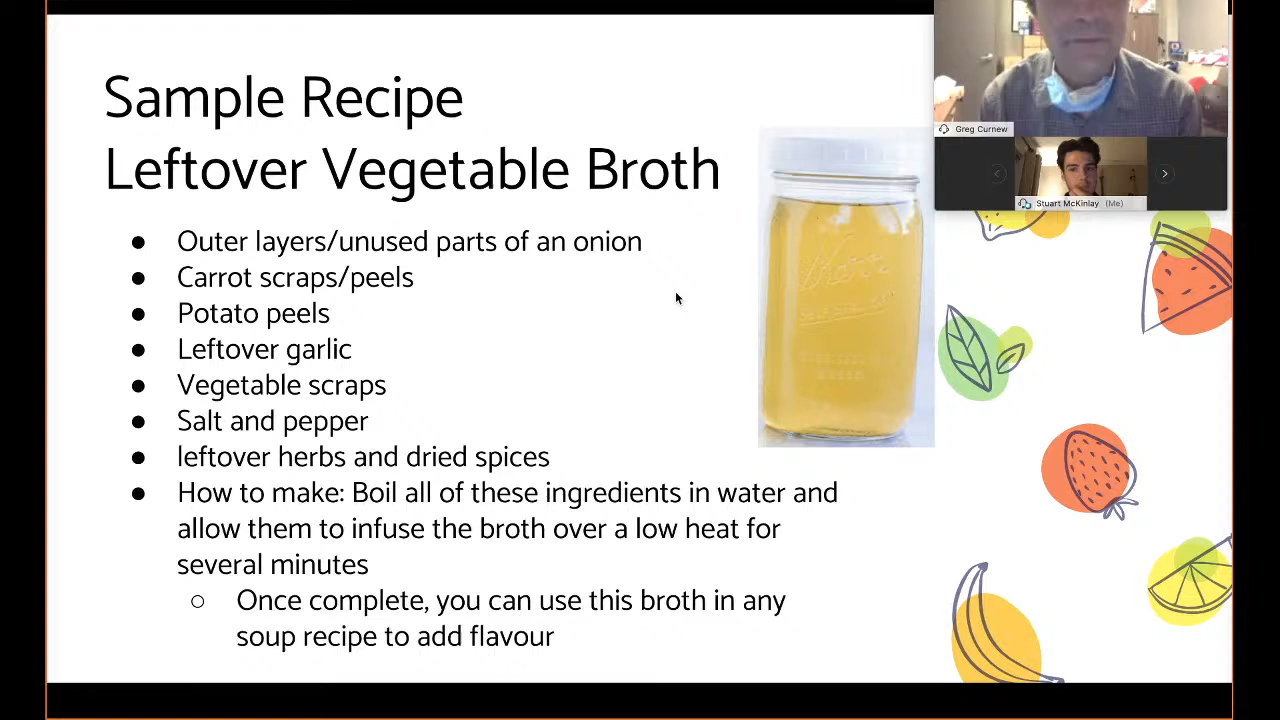 Sample Recipe
Leftover Vegetable Broth
● Outer layers/unused parts of an onion
● Carrot scraps/peels
● Potato peels
● Leftover garlic
● Vegetable scraps
● Salt and pepper
● leftover herbs and dried spices
● How to make: Boil all of these ingredients in water and
allow them to infuse the broth over a low heat for
several minutes
○ Once complete, you can use this broth in any
soup recipe to add flavour
Kerr
Greg Curnew
Stuart McKinlay (Me)